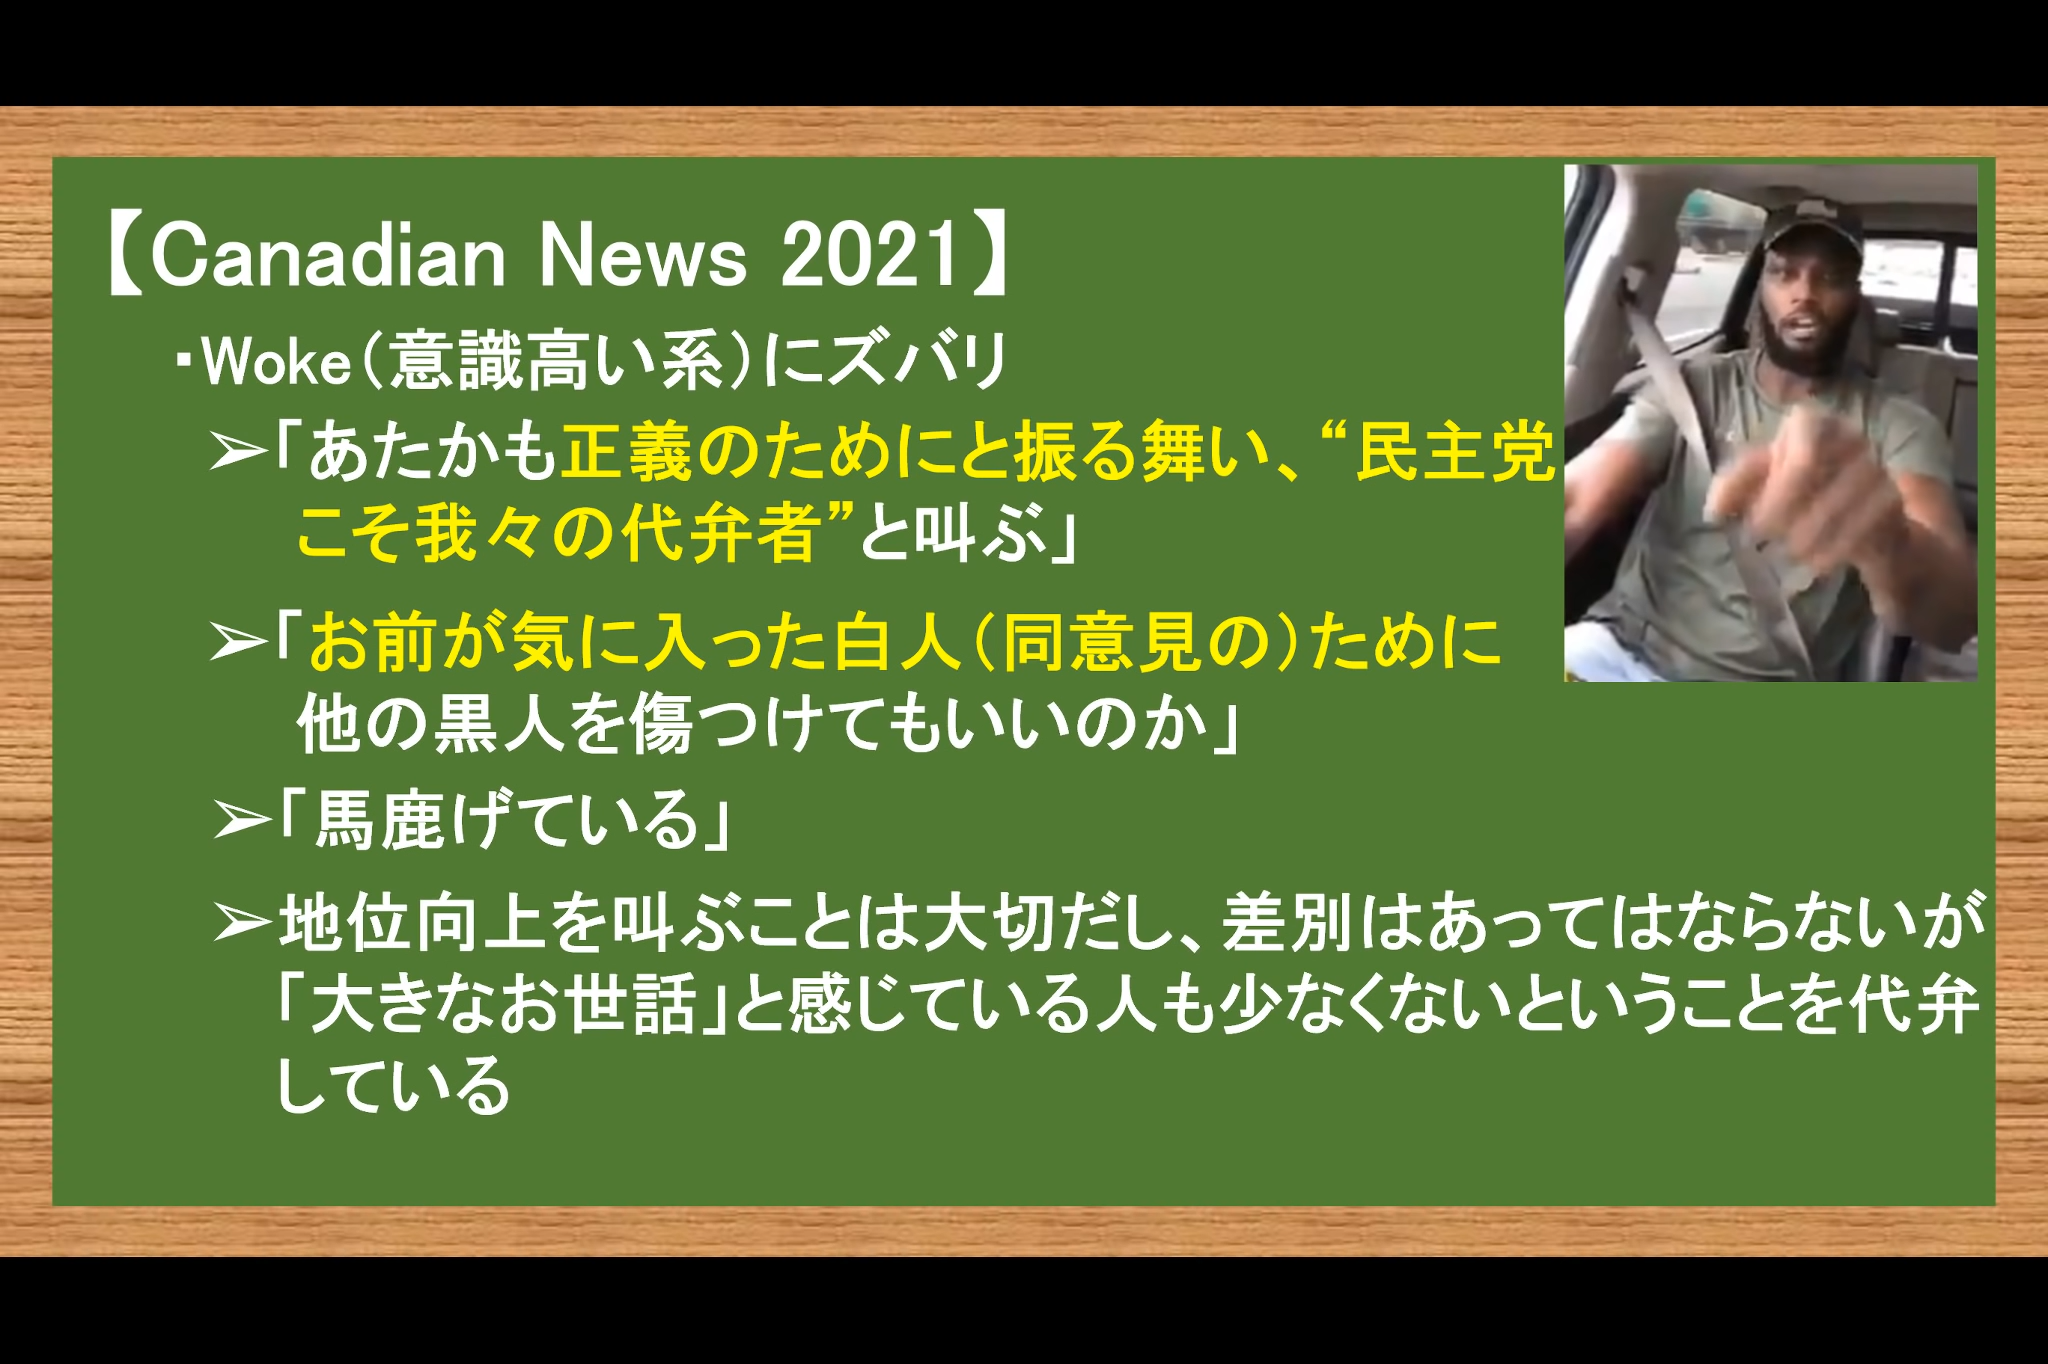 【Canadian News 2021】
・Woke(意識高い系)にズバリ
➢「あたかも正義のためにと振る舞い、“民主党
こそ我々の代弁者”と叫ぶ」
➢「お前が気に入った白人(同意見の)ために
他の黒人を傷つけてもいいのか」
➢「馬鹿げている」
➢地位向上を叫ぶことは大切だし、差別はあってはならないが
「大きなお世話」と感じている人も少なくないということを代弁
している